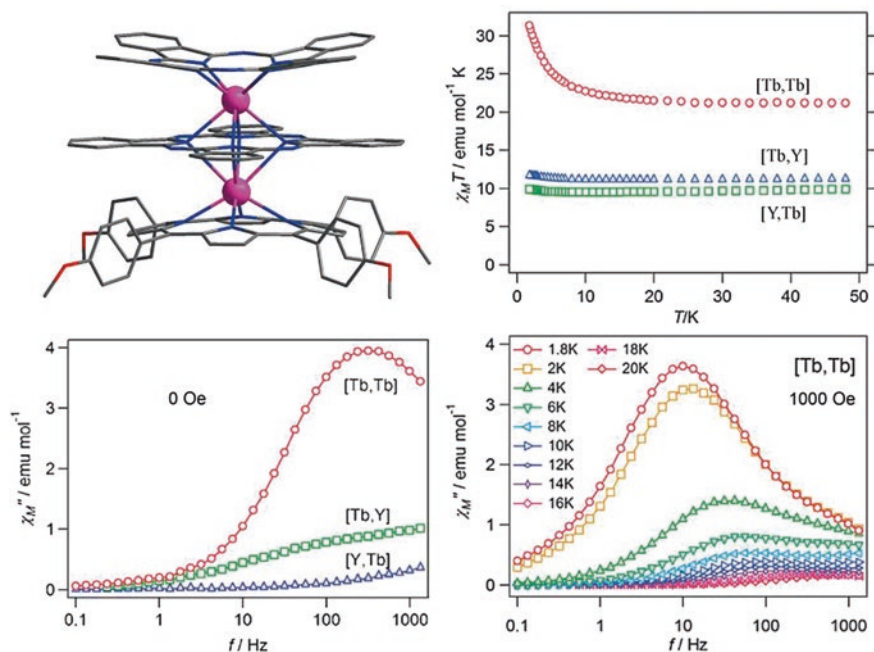 30
25
20
15
10
5
0
χ_M T / emu mol⁻¹ K
[Tb,Tb]
[Tb,Y]
[Y,Tb]
0 10 20 30 40 50
T/K
4
3
2
1
0
χ_M″ / emu mol⁻¹
0 Oe
[Tb,Tb]
[Tb,Y]
[Y,Tb]
0.1 1 10 100 1000
f / Hz
4
3
2
1
0
χ_M″ / emu mol⁻¹
1.8K 18K
2K 20K
4K
6K
8K
10K
12K
14K
16K
[Tb,Tb]
1000 Oe
0.1 1 10 100 1000
f / Hz